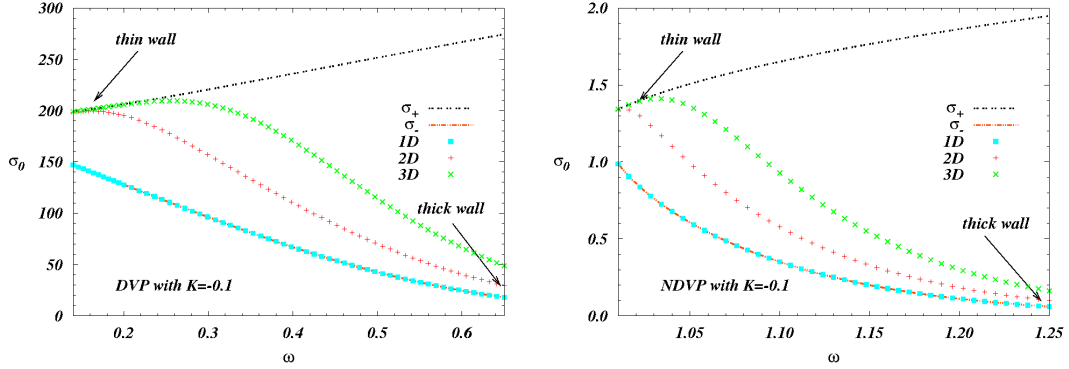 300
250
200
150
100
50
0
σ0
thin wall
σ+
σ-
1D
2D
3D
thick wall
DVP with K=-0.1
0.2 0.3 0.4 0.5 0.6
ω
2.0
1.5
1.0
0.5
0.0
σ0
thin wall
σ+
σ-
1D
2D
3D
thick wall
NDVP with K=-0.1
1.05 1.10 1.15 1.20 1.25
ω